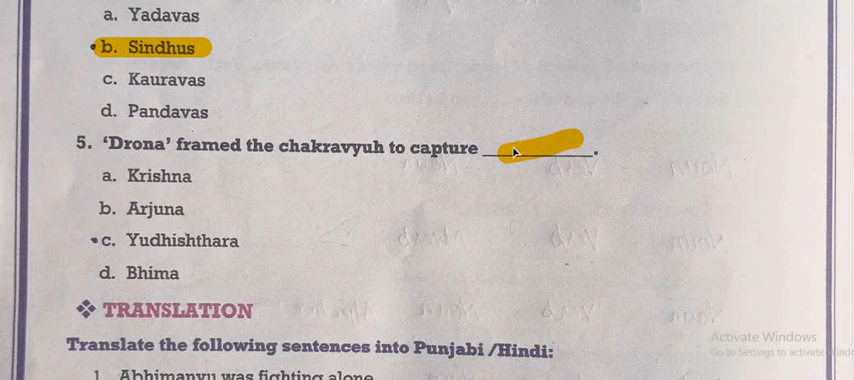 a. Yadavas
b. Sindhus
c. Kauravas
d. Pandavas
5. ‘Drona’ framed the chakravyuh to capture ____________.
a. Krishna
b. Arjuna
c. Yudhishthara
d. Bhima
❖ TRANSLATION
Translate the following sentences into Punjabi /Hindi:
1. Abhimanyu was fighting alone
Activate Windows
Go to Settings to activate Windows